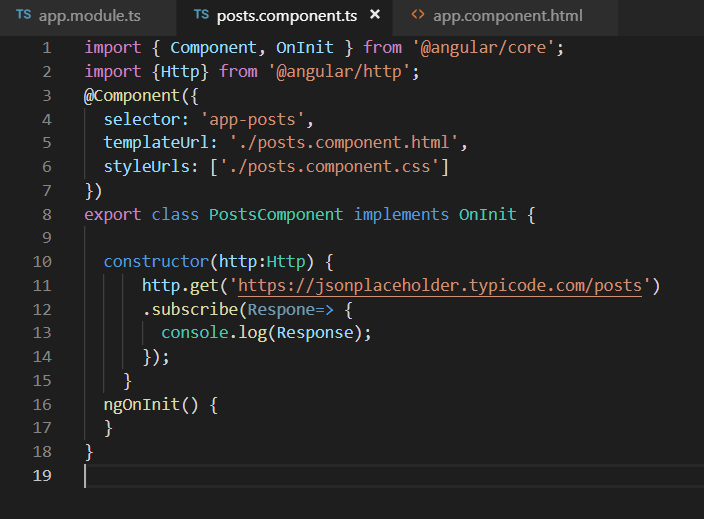 TS app.module.ts TS posts.component.ts × <> app.component.html
1 import { Component, OnInit } from '@angular/core';
2 import {Http} from '@angular/http';
3 @Component({
4   selector: 'app-posts',
5   templateUrl: './posts.component.html',
6   styleUrls: ['./posts.component.css']
7 })
8 export class PostsComponent implements OnInit {
9
10   constructor(http:Http) {
11       http.get('https://jsonplaceholder.typicode.com/posts')
12       .subscribe(Respone=> {
13         console.log(Response);
14       });
15     }
16   ngOnInit() {
17   }
18 }
19